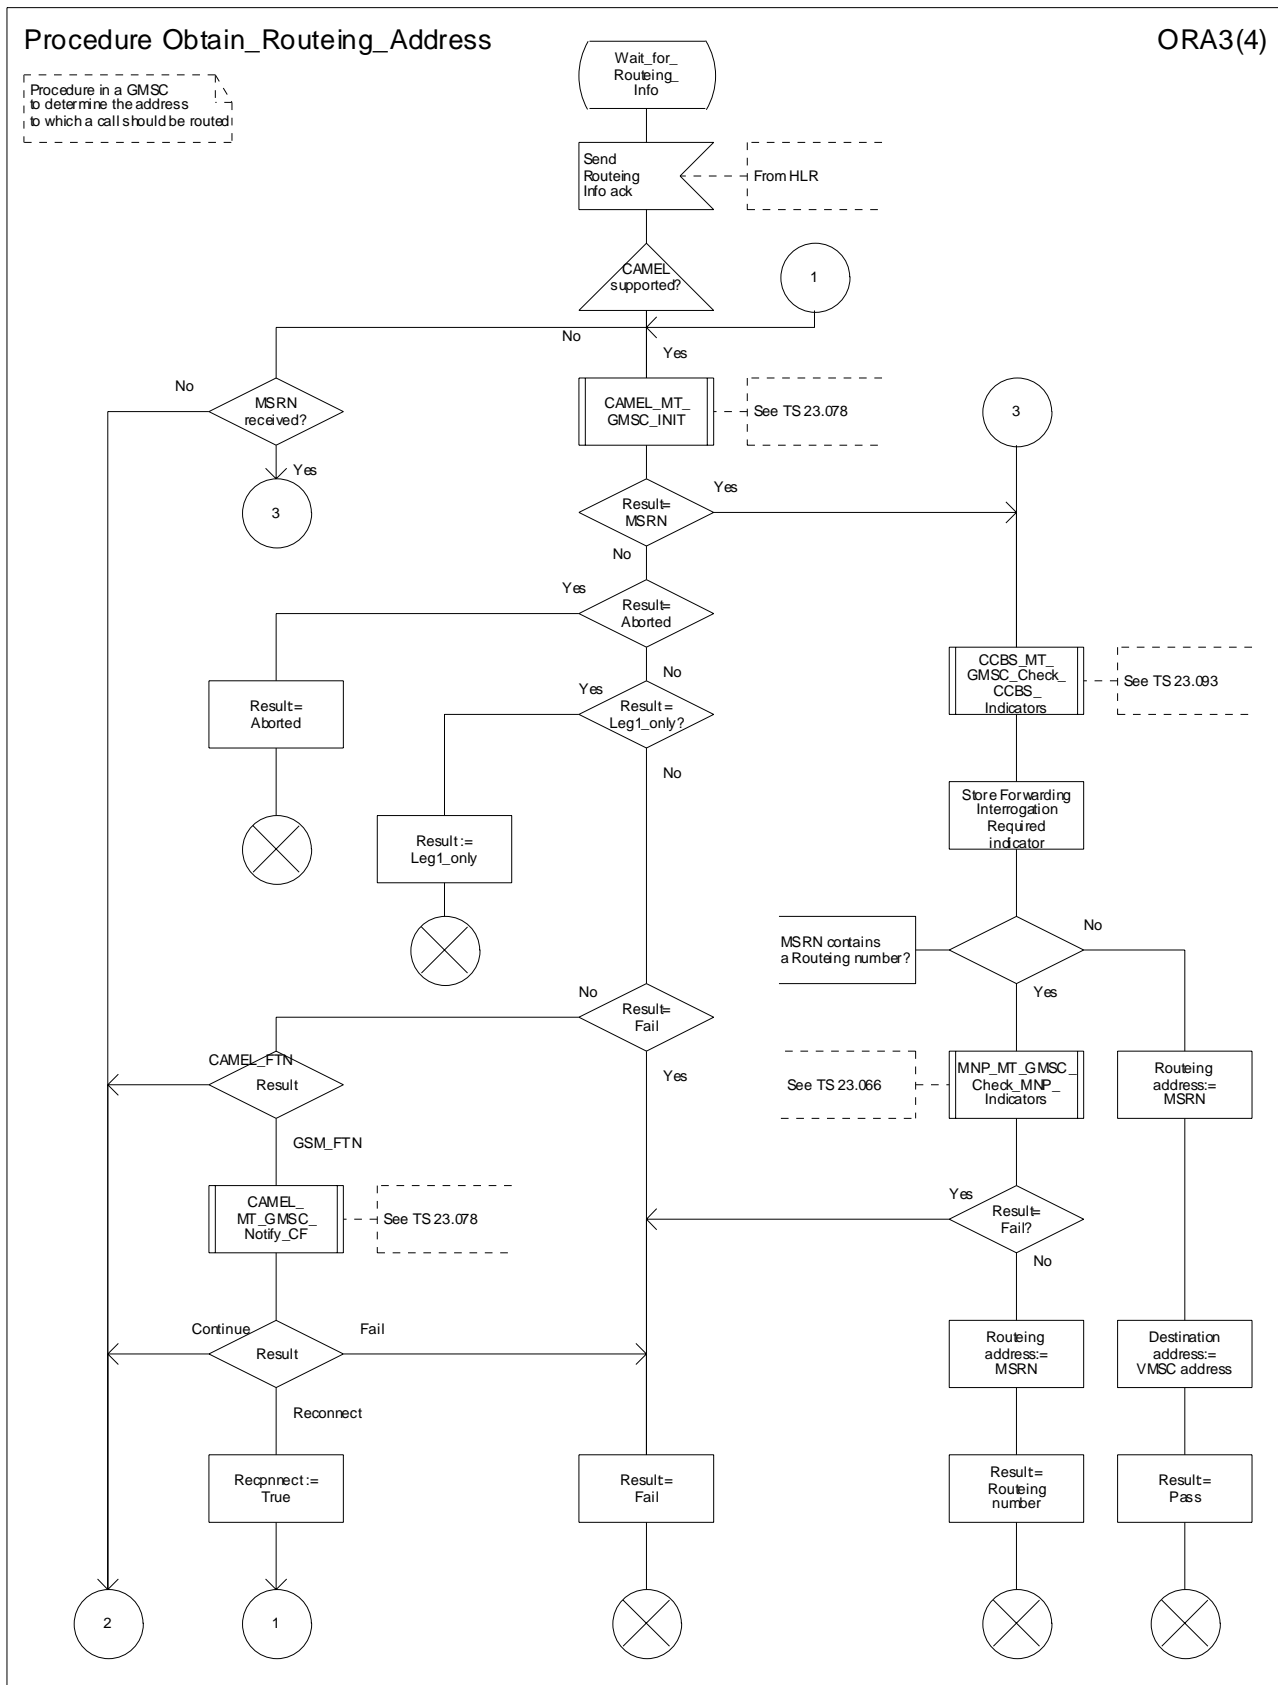 Procedure Obtain_Routeing_Address
ORA3(4)
Procedure in a GMSC
to determine the address
to which a call should be routed
Wait_for_
Routeing_
Info
Send
Routeing
Info ack
From HLR
CAMEL
supported?
1
No
Yes
No
MSRN
received?
Yes
3
CAMEL_MT_
GMSC_INIT
See TS 23.078
3
Result=
MSRN
Yes
No
Yes
Result=
Aborted
No
Result:=
Aborted
Yes
Result=
Leg1_only?
No
Result:=
Leg1_only
CCBS_MT_
GMSC_Check_
CCBS_
Indicators
See TS 23.093
Store Forwarding
Interrogation
Required
indicator
MSRN contains
a Routeing number?
No
Yes
No
Result=
Fail
Yes
CAMEL_FTN
Result
GSM_FTN
See TS 23.066
MNP_MT_GMSC_
Check_MNP_
Indicators
Routeing
address:=
MSRN
CAMEL_
MT_GMSC_
Notify_CF
See TS 23.078
Yes
Result=
Fail?
No
Continue
Result
Fail
Reconnect
Routeing
address:=
MSRN
Destination
address:=
VMSC address
Recpnnect:=
True
Result:=
Fail
Result:=
Routeing
number
Result:=
Pass
2
1